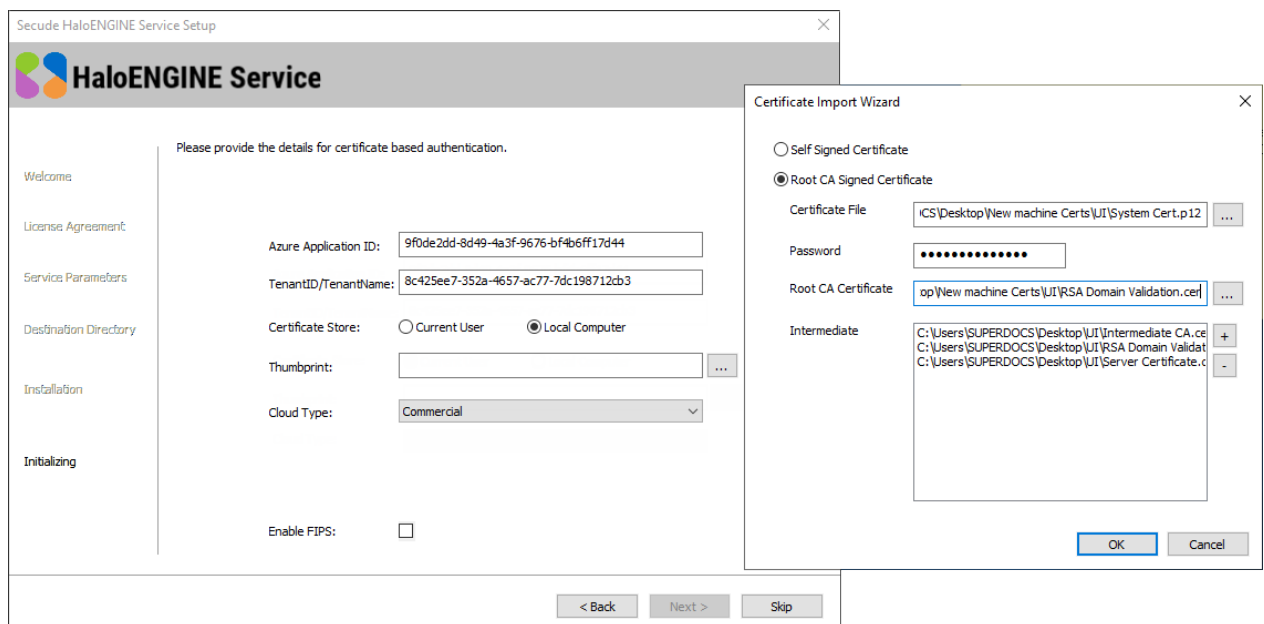 Secude HaloENGINE Service Setup
HaloENGINE Service
Please provide the details for certificate based authentication.
Welcome
License Agreement
Service Parameters
Destination Directory
Installation
Initializing
Azure Application ID: 9f0de2dd-8d49-4a3f-9676-bf4b6ff17d44
TenantID/TenantName: 8c425ee7-352a-4657-ac77-7dc198712cb3
Certificate Store: Current User Local Computer
Thumbprint: ...
Cloud Type: Commercial
Enable FIPS:
< Back Next > Skip
Certificate Import Wizard
Self Signed Certificate
Root CA Signed Certificate
Certificate File CS\Desktop\New machine Certs\UI\System Cert.p12 ...
Password ●●●●●●●●●●●●●●
Root CA Certificate op\New machine Certs\UI\RSA Domain Validation.cer ...
Intermediate
C:\Users\SUPERDOCS\Desktop\UI\Intermediate CA.ce
C:\Users\SUPERDOCS\Desktop\UI\RSA Domain Validat
C:\Users\SUPERDOCS\Desktop\UI\Server Certificate.c
+
-
OK Cancel